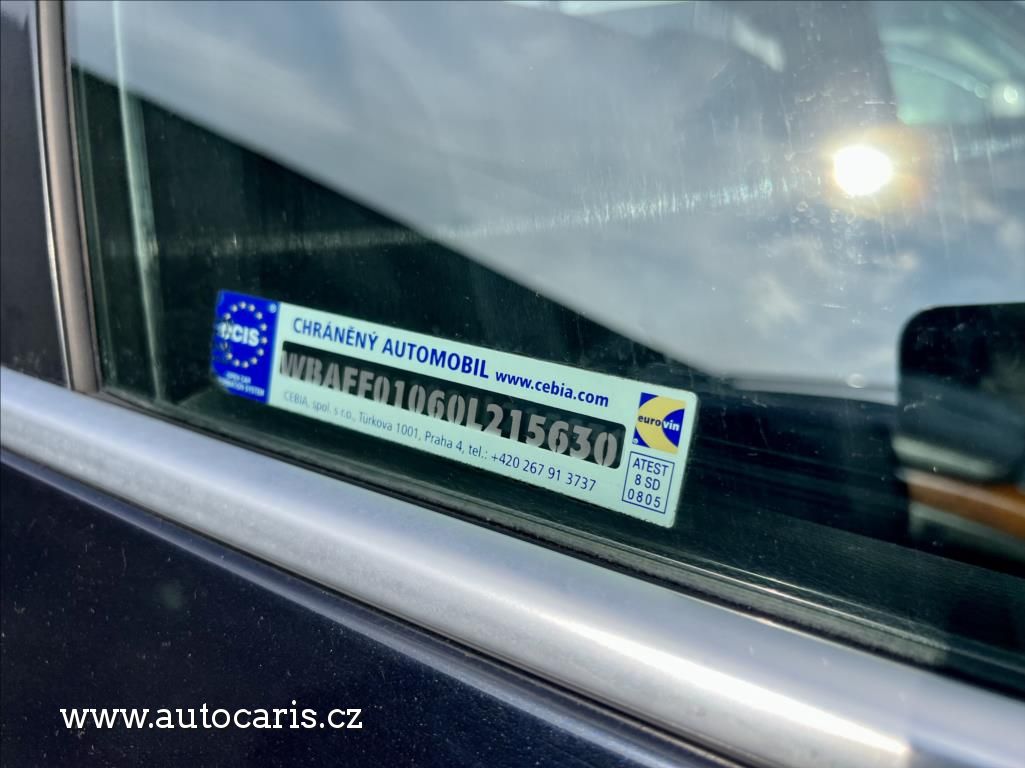 OCIS
CHRÁNĚNÝ AUTOMOBIL www.cebia.com
WBAFF01060L215630
CEBIA, spol. s r.o., Türkova 1001, Praha 4, tel.: +420 267 91 3737
eurovin
ATEST
8 SD
0805
www.autocaris.cz